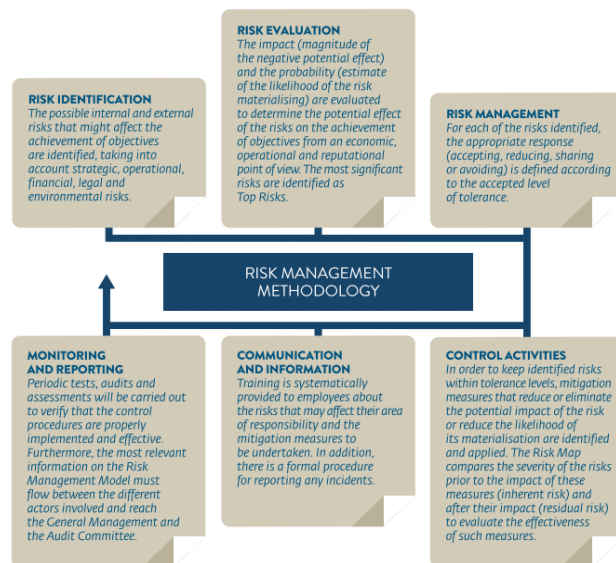 RISK IDENTIFICATION
The possible internal and external
risks that might affect the
achievement of objectives
are identified, taking into
account strategic, operational,
financial, legal and
environmental risks.
RISK EVALUATION
The impact (magnitude of
the negative potential effect)
and the probability (estimate
of the likelihood of the risk
materialising) are evaluated
to determine the potential effect
of the risks on the achievement
of objectives from an economic,
operational and reputational
point of view. The most significant
risks are identified as
Top Risks.
RISK MANAGEMENT
For each of the risks identified,
the appropriate response
(accepting, reducing, sharing
or avoiding) is defined according
to the accepted level
of tolerance.
RISK MANAGEMENT
METHODOLOGY
MONITORING
AND REPORTING
Periodic tests, audits and
assessments will be carried out
to verify that the control
procedures are properly
implemented and effective.
Furthermore, the most relevant
information on the Risk
Management Model must
flow between the different
actors involved and reach
the General Management and
the Audit Committee.
COMMUNICATION
AND INFORMATION
Training is systematically
provided to employees about
the risks that may affect their area
of responsibility and the
mitigation measures to
be undertaken. In addition,
there is a formal procedure
for reporting any incidents.
CONTROL ACTIVITIES
In order to keep identified risks
within tolerance levels, mitigation
measures that reduce or eliminate
the potential impact of the risk
or reduce the likelihood of
its materialisation are identified
and applied. The Risk Map
compares the severity of the risks
prior to the impact of these
measures (inherent risk) and
after their impact (residual risk)
to evaluate the effectiveness
of such measures.